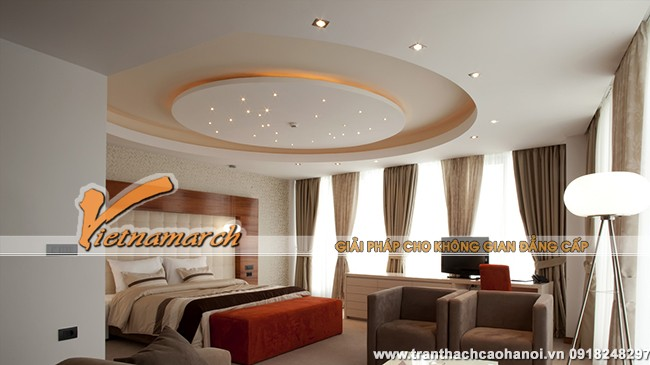 Vietnamarch
GIẢI PHÁP CHO KHÔNG GIAN ĐẲNG CẤP
www.tranthachcaohanoi.vn 0918248297